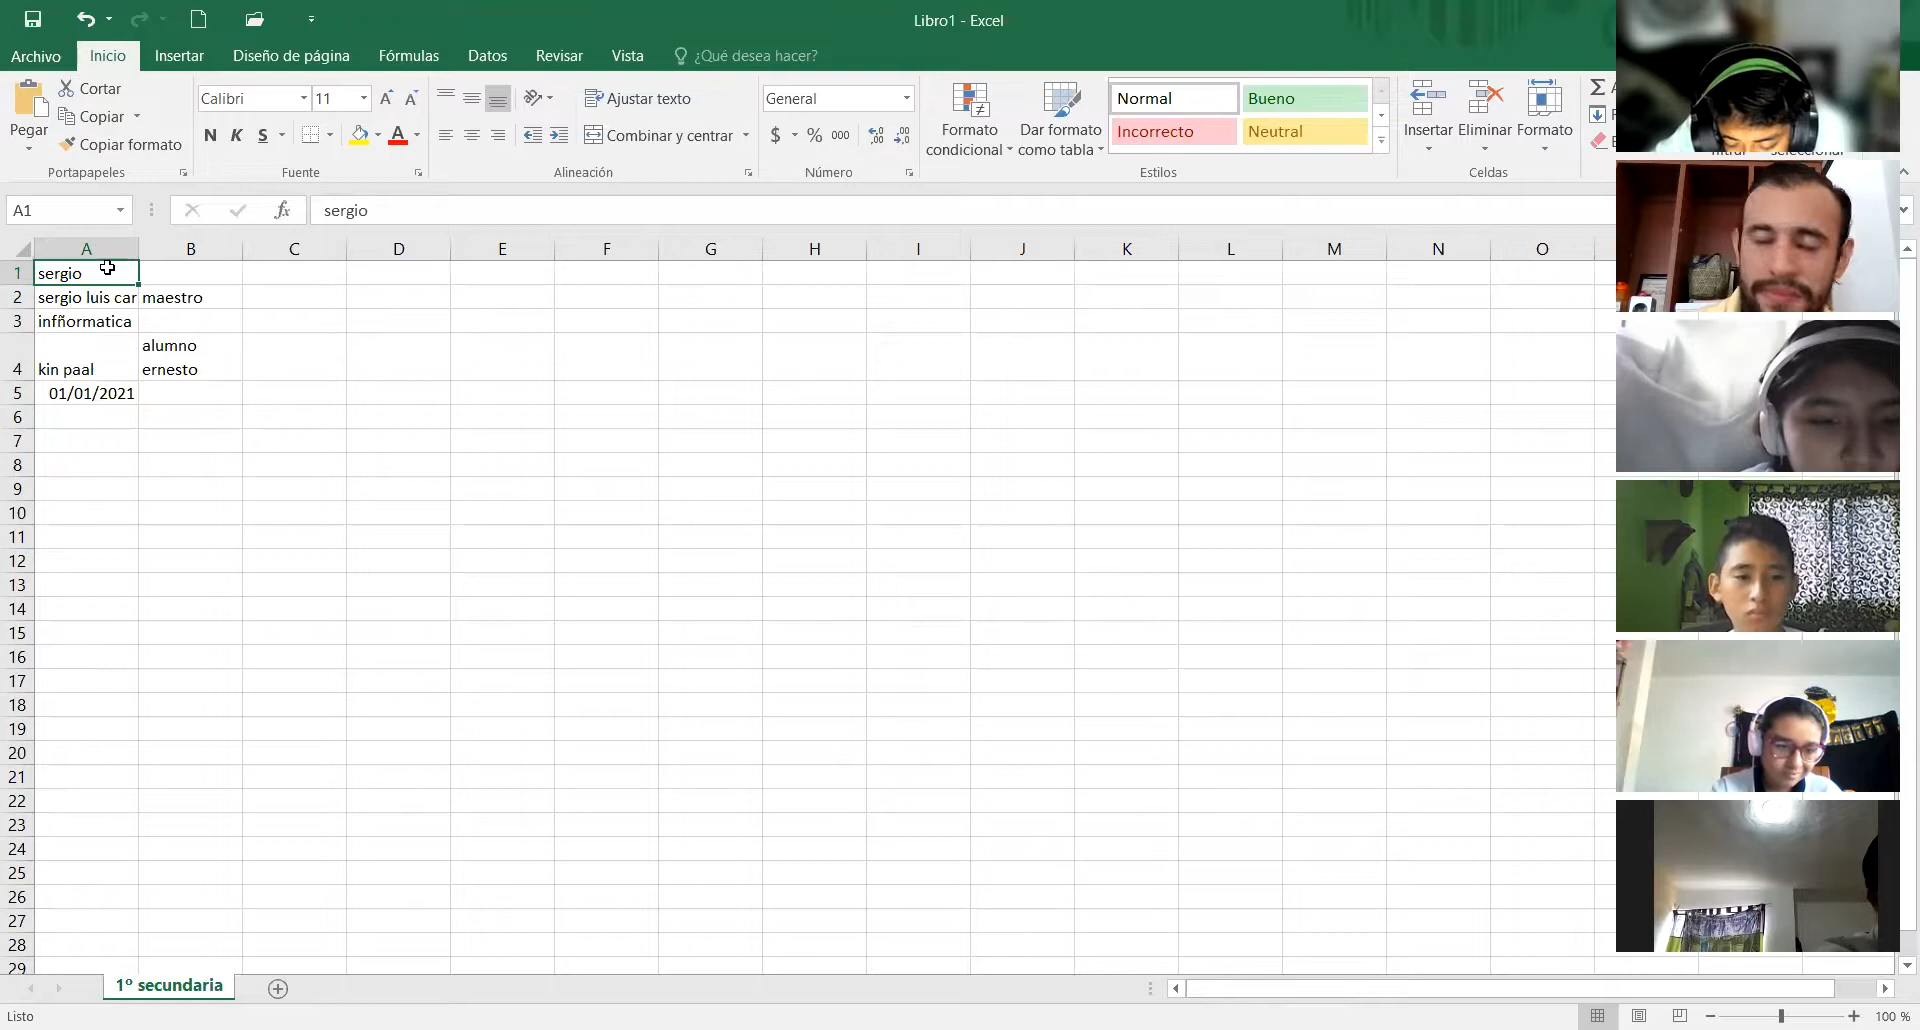 Libro1 - Excel
Archivo Inicio Insertar Diseño de página Fórmulas Datos Revisar Vista ¿Qué desea hacer?
Pegar
Cortar
Copiar
Copiar formato
Portapapeles
Calibri 11
N K S A
Fuente
Ajustar texto
Combinar y centrar
Alineación
General
$ % 000
Número
Formato condicional
Dar formato como tabla
Normal Bueno
Incorrecto Neutral
Estilos
Insertar Eliminar Formato
Celdas
A1 fx sergio
A B C D E F G H I J K L M N O
1 sergio
2 sergio luis car maestro
3 infñormatica
alumno
4 kin paal ernesto
5 01/01/2021
6
7
8
9
10
11
12
13
14
15
16
17
18
19
20
21
22
23
24
25
26
27
28
29
1º secundaria
Listo 100 %